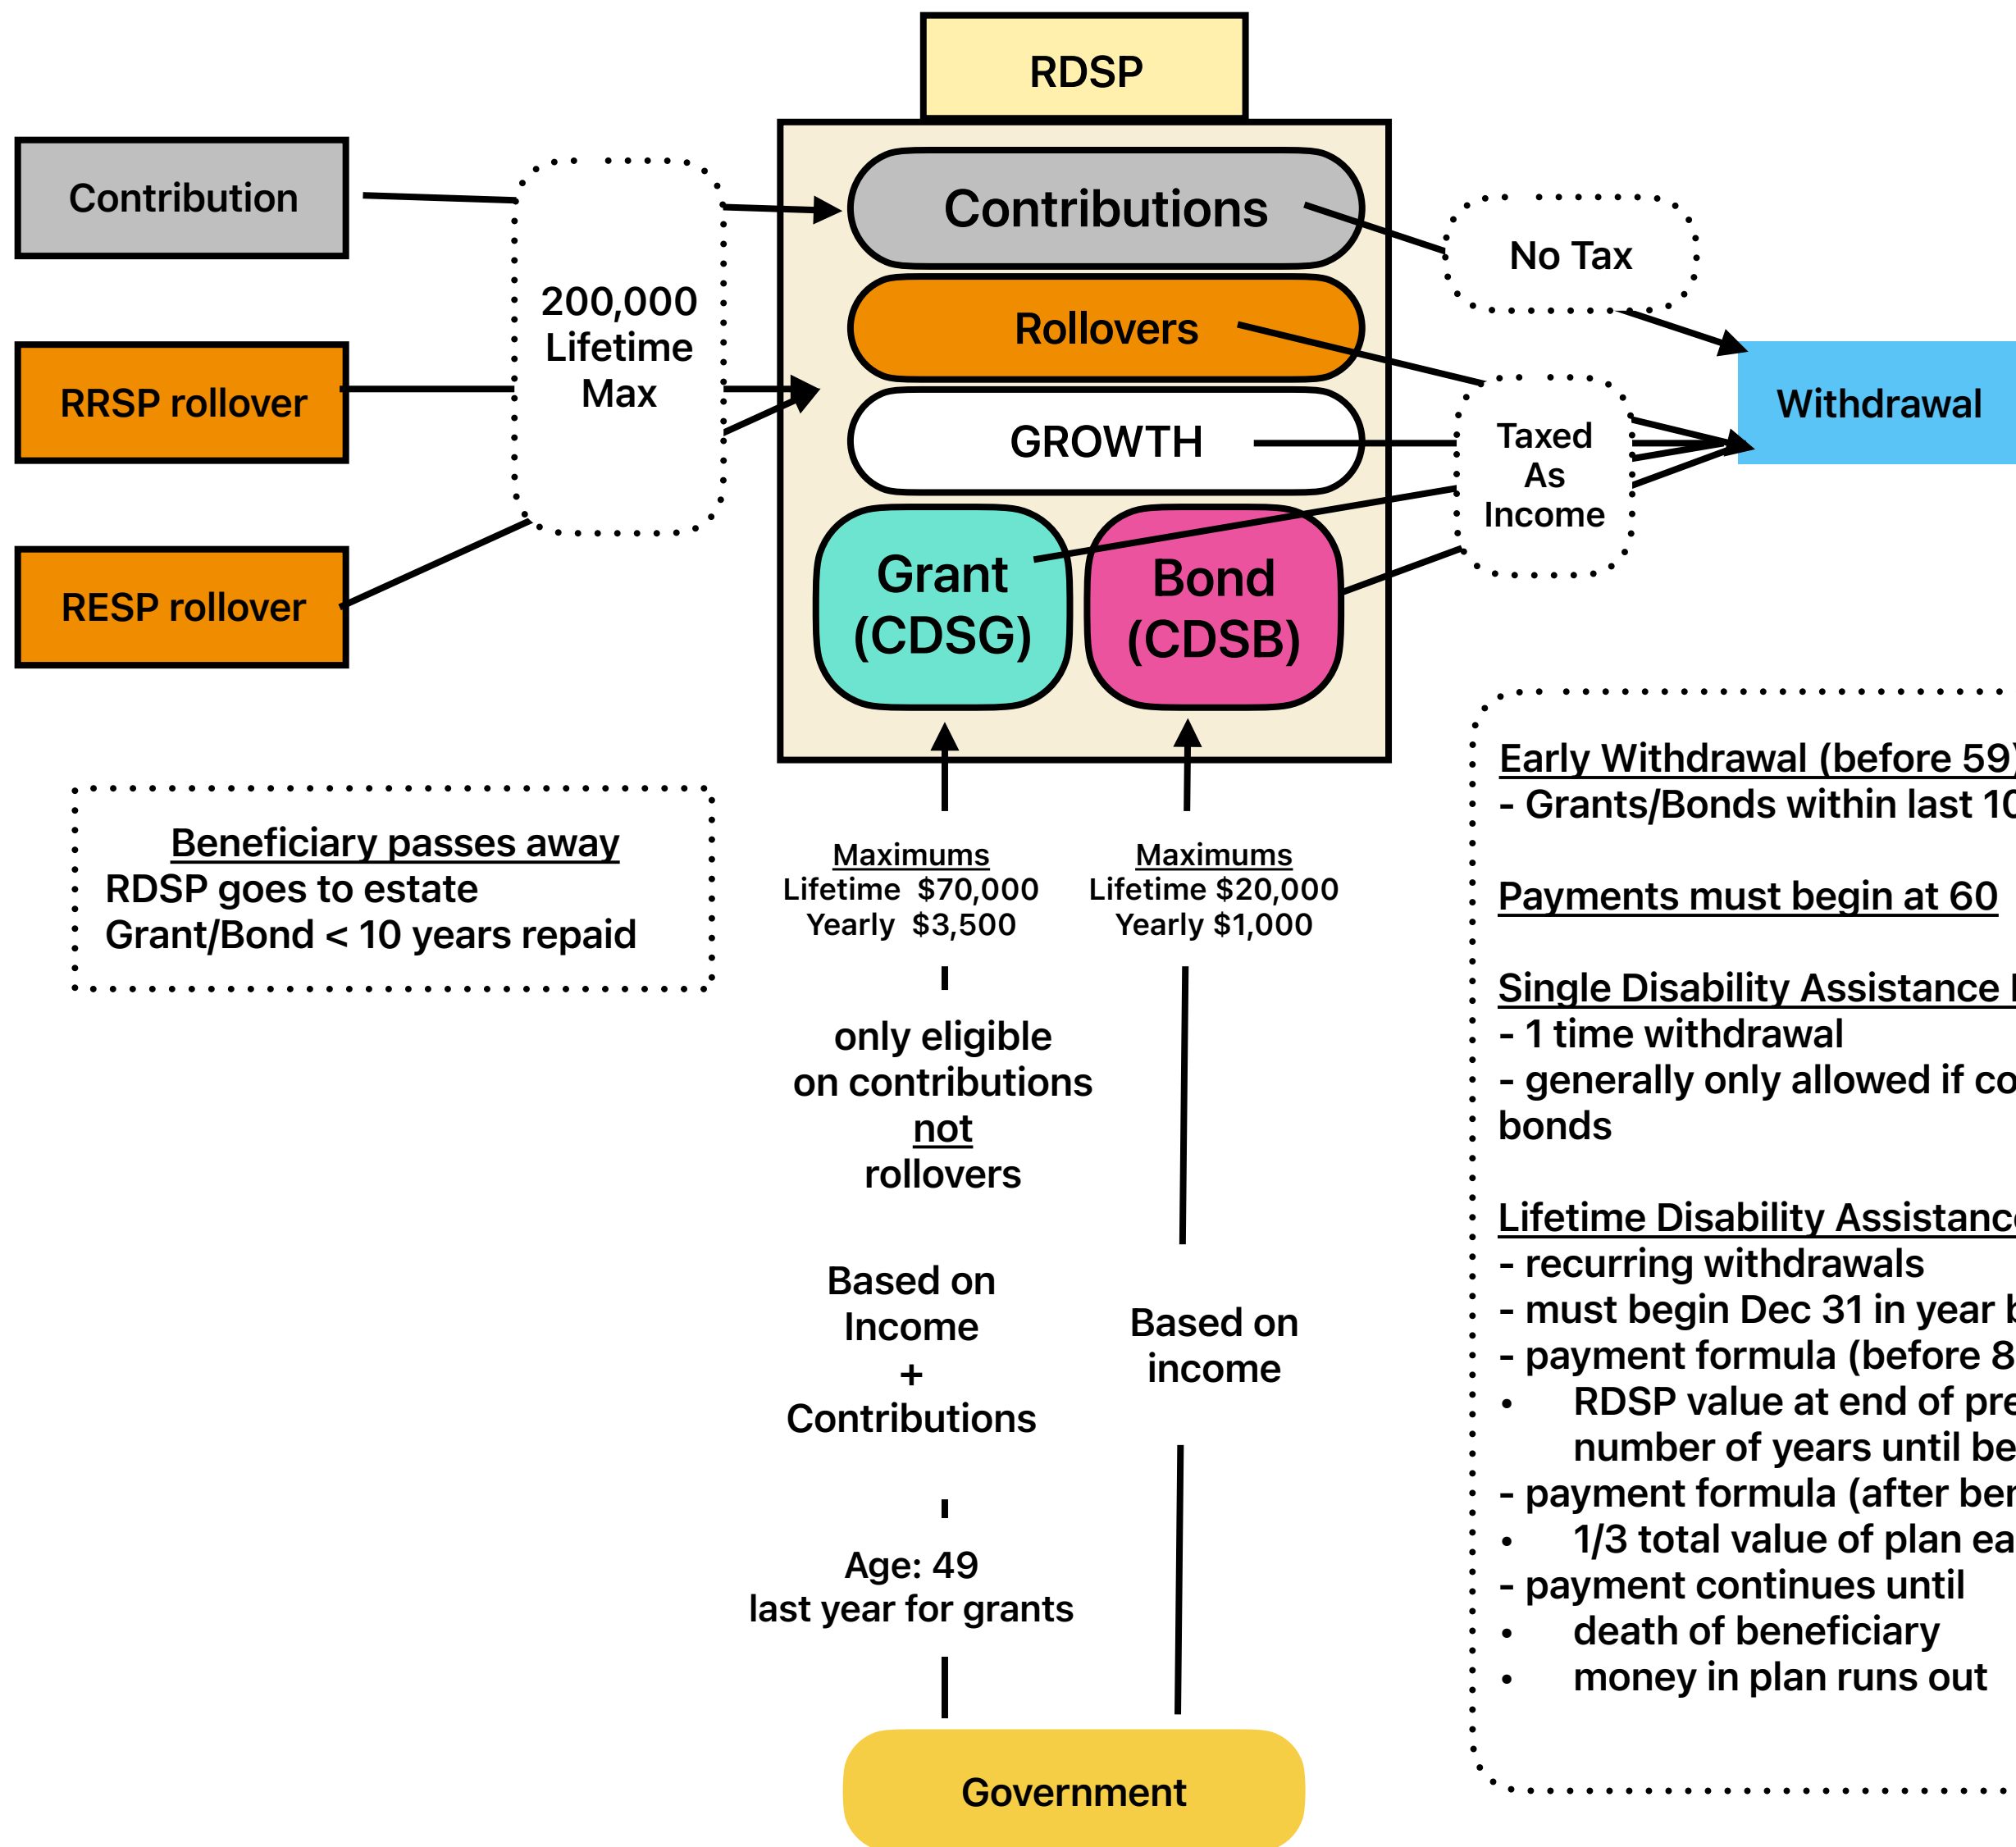 RDSP
Contribution
RRSP rollover
RESP rollover
200,000
Lifetime
Max
Contributions
Rollovers
GROWTH
Grant
(CDSG)
Bond
(CDSB)
No Tax
Taxed
As
Income
Withdrawal
Beneficiary passes away
RDSP goes to estate
Grant/Bond < 10 years repaid
Maximums
Lifetime $70,000
Yearly $3,500
only eligible
on contributions
not
rollovers
Based on
Income
+
Contributions
Age: 49
last year for grants
Maximums
Lifetime $20,000
Yearly $1,000
Based on
income
Government
Early Withdrawal (before 59)
- Grants/Bonds within last 10
Payments must begin at 60
Single Disability Assistance
- 1 time withdrawal
- generally only allowed if
bonds
Lifetime Disability
- recurring withdrawals
- must begin Dec 31 in year
- payment formula (before
• RDSP value at end of
number of years until
- payment formula (after
• 1/3 total value of plan
- payment continues until
• death of beneficiary
• money in plan runs out